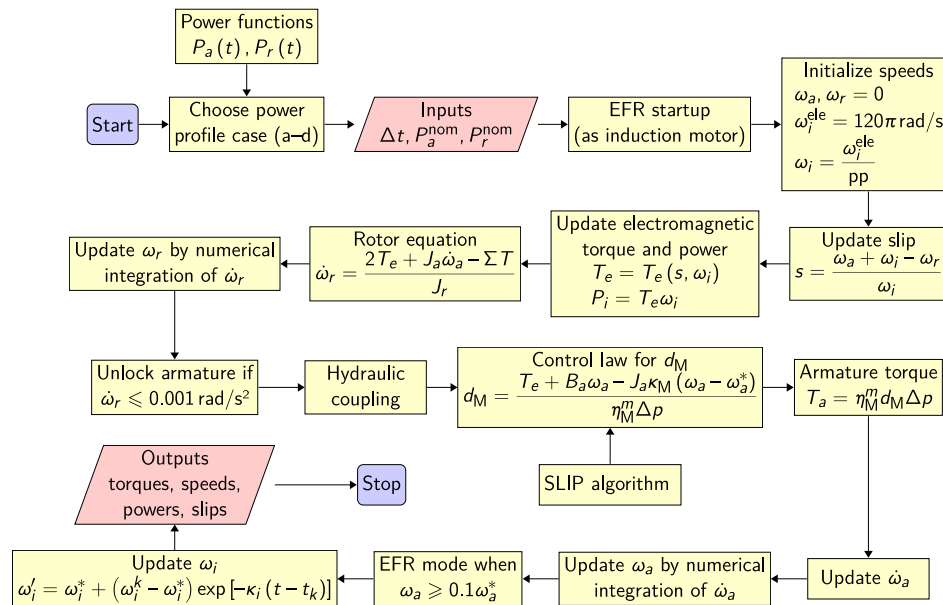 Power functions
P_a (t) , P_r (t)
Start
Choose power
profile case (a–d)
Inputs
Δt, P_a^nom, P_r^nom
EFR startup
(as induction motor)
Initialize speeds
ω_a, ω_r = 0
ω_i^ele = 120π rad/s
ω_i = ω_i^ele / pp
Update slip
s = (ω_a + ω_i − ω_r) / ω_i
Update electromagnetic
torque and power
T_e = T_e (s, ω_i)
P_i = T_e ω_i
Rotor equation
ω̇_r = (2T_e + J_a ω̇_a − ΣT) / J_r
Update ω_r by numerical
integration of ω̇_r
Unlock armature if
ω̇_r ⩽ 0.001 rad/s²
Hydraulic
coupling
Control law for d_M
d_M = (T_e + B_a ω_a − J_a κ_M (ω_a − ω_a^*)) / (η_M^m Δp)
SLIP algorithm
Armature torque
T_a = η_M^m d_M Δp
Update ω̇_a
Update ω_a by numerical
integration of ω̇_a
EFR mode when
ω_a ⩾ 0.1ω_a^*
Update ω_i
ω_i′ = ω_i^* + (ω_i^k − ω_i^*) exp [−κ_i (t − t_k)]
Outputs
torques, speeds,
powers, slips
Stop